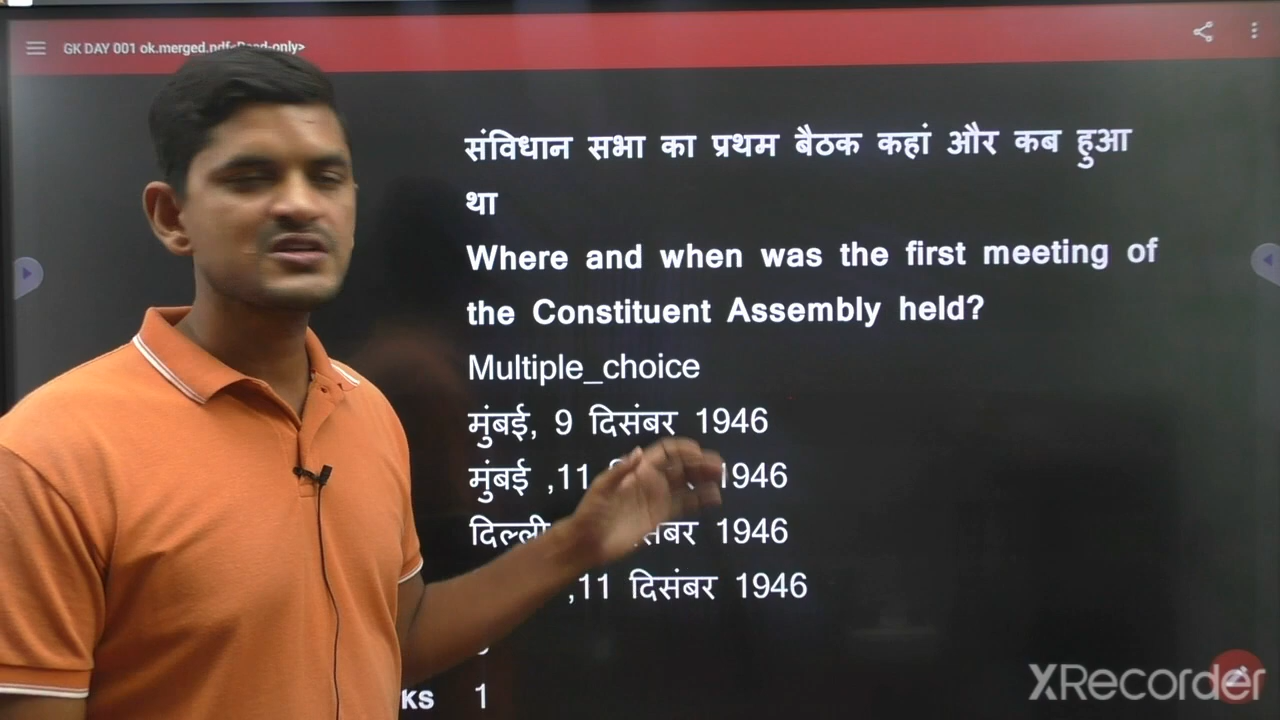 GK DAY 001 ok.merged.pdf<Read-only>
संविधान सभा का प्रथम बैठक कहां और कब हुआ
था
Where and when was the first meeting of
the Constituent Assembly held?
Multiple_choice
मुंबई, 9 दिसंबर 1946
मुंबई ,11 1946
दिल्ली 1946
,11 दिसंबर 1946
1
XRecorder